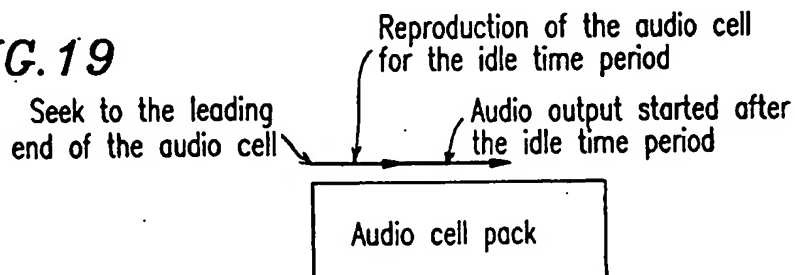 G.19
Reproduction of the audio cell
for the idle time period
Seek to the leading
end of the audio cell
Audio output started after
the idle time period
Audio cell pack